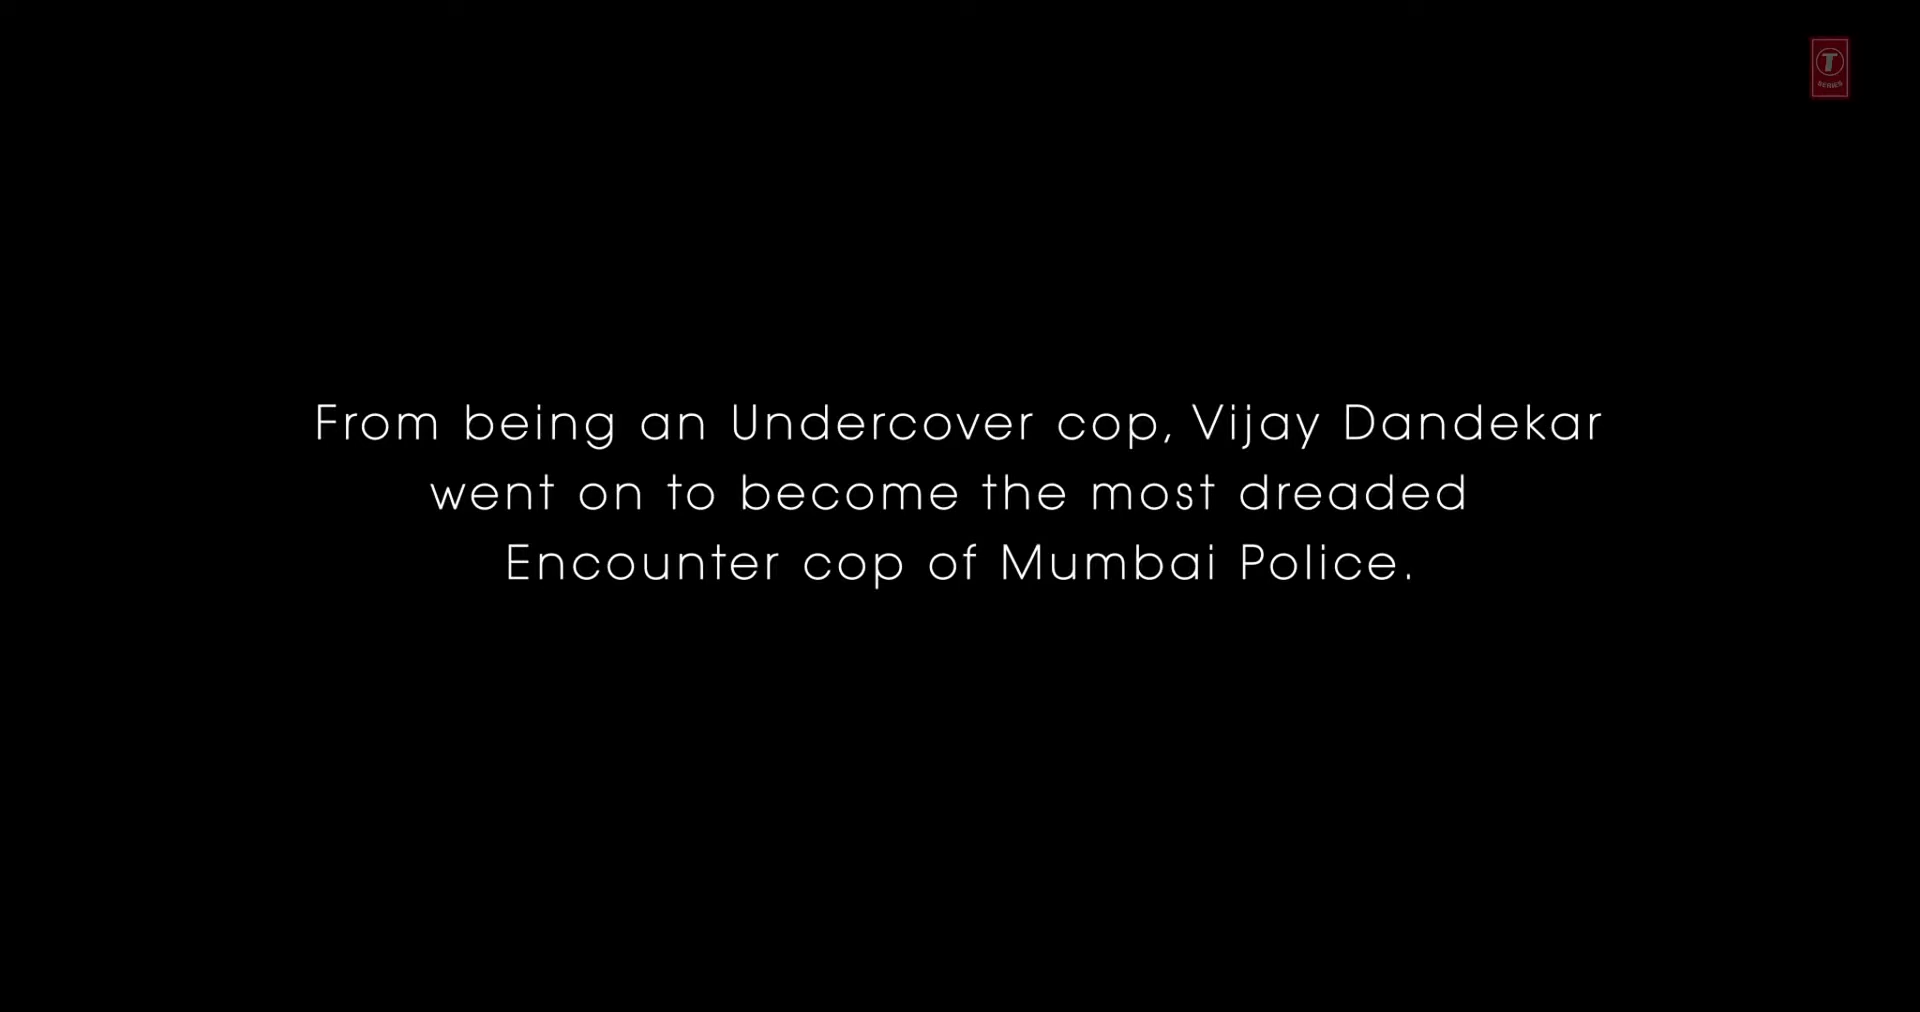 T
SERIES
From being an Undercover cop, Vijay Dandekar
went on to become the most dreaded
Encounter cop of Mumbai Police.